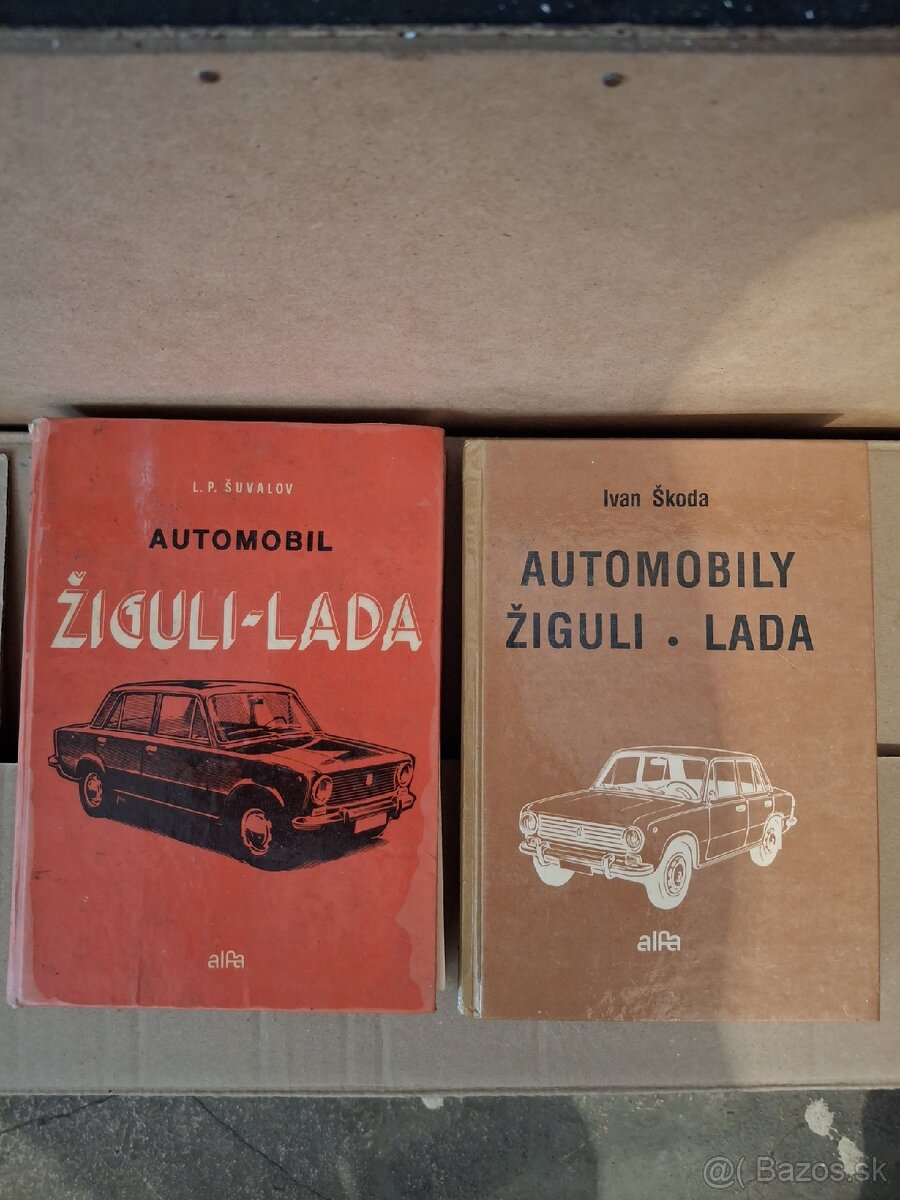 L. P. ŠUVALOV
AUTOMOBIL
ŽIGULI-LADA
alfa
Ivan Škoda
AUTOMOBILY
ŽIGULI . LADA
alfa
@( Bazos.sk